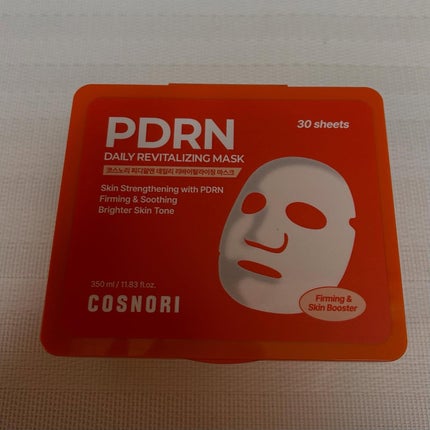 30 sheets
PDRN
DAILY REVITALIZING MASK
코스노리 피디알엔 데일리 리바이탈라이징 마스크
Skin Strengthening with PDRN
Firming & Soothing
Brighter Skin Tone
350 ml / 11.83 fl.oz.
COSNORI
Firming &
Skin Booster